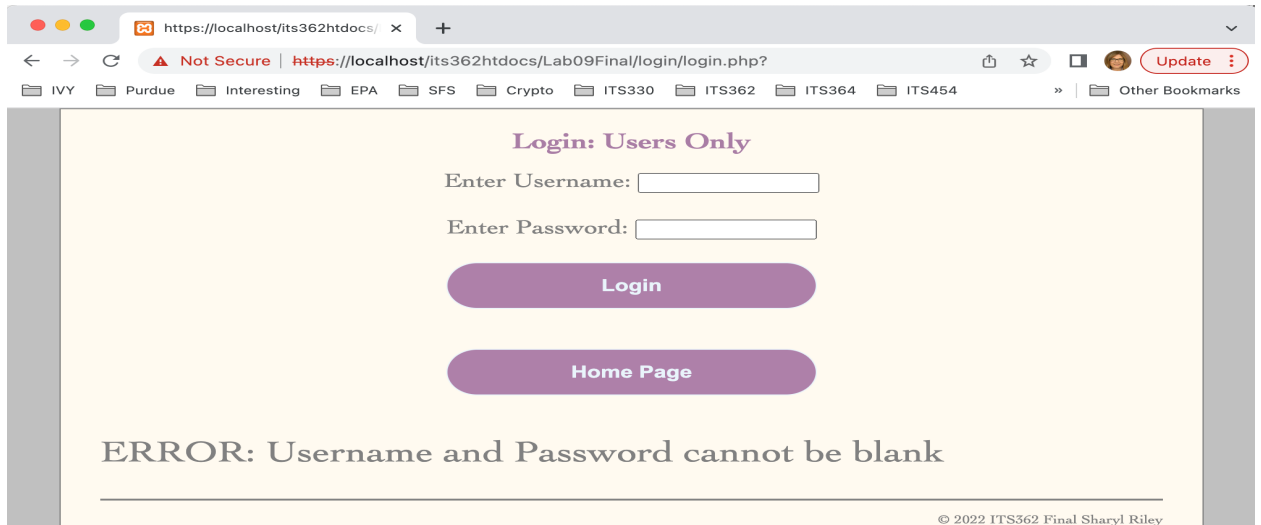 https://localhost/its362htdocs/
Not Secure | https://localhost/its362htdocs/Lab09Final/login/login.php?
Update
IVY Purdue Interesting EPA SFS Crypto ITS330 ITS362 ITS364 ITS454 » Other Bookmarks
Login: Users Only
Enter Username:
Enter Password:
Login
Home Page
ERROR: Username and Password cannot be blank
© 2022 ITS362 Final Sharyl Riley